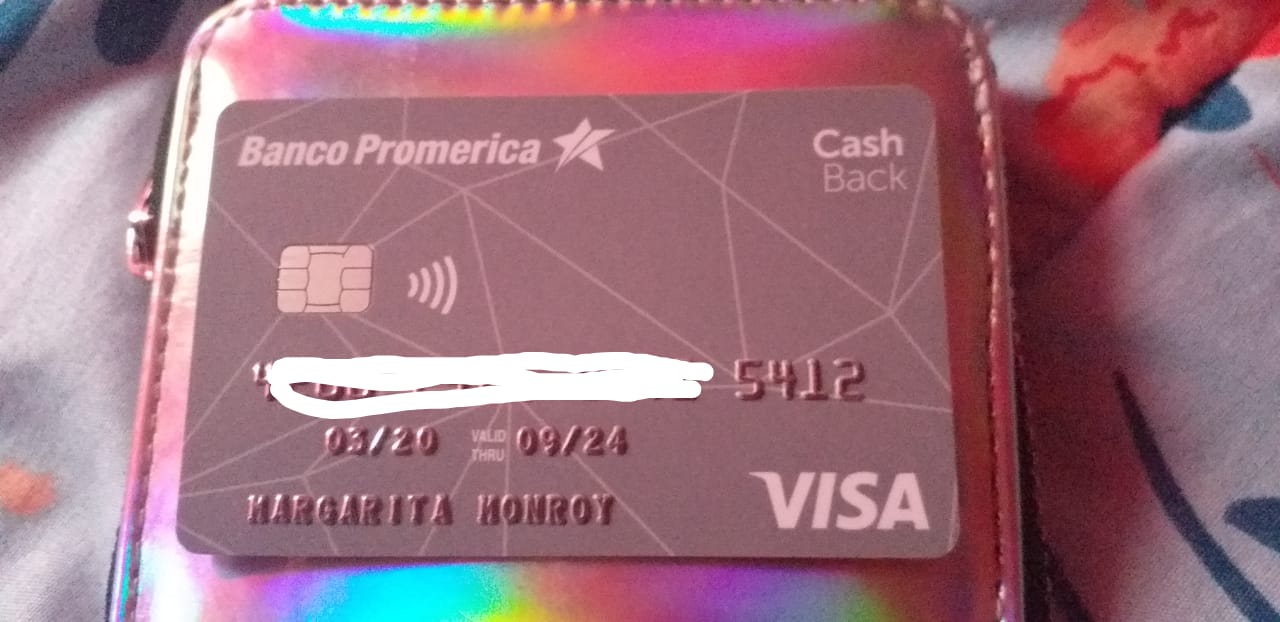 Banco Promerica
Cash
Back
5412
03/20 VALID THRU 09/24
MARGARITA MONROY
VISA